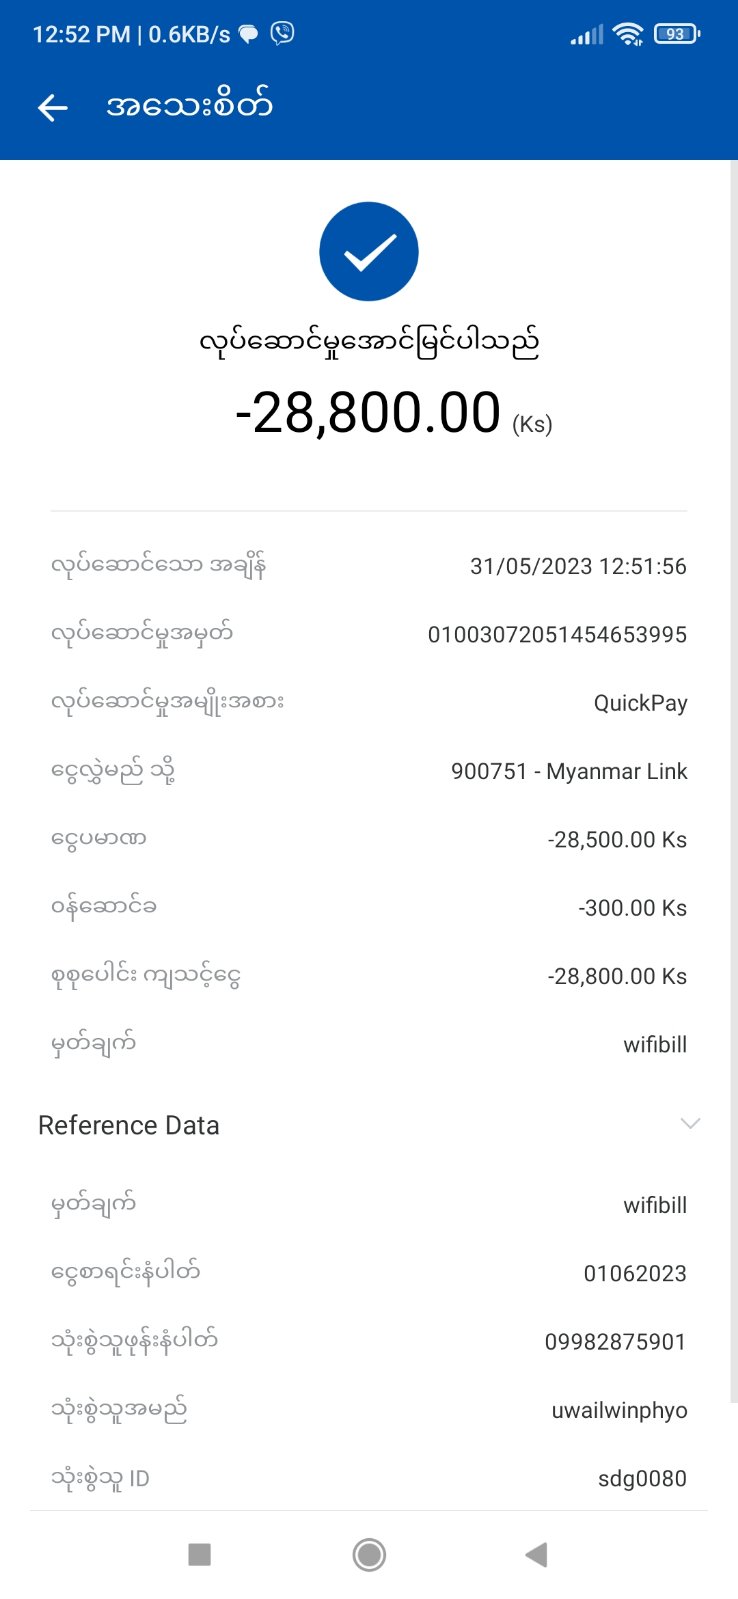 12:52 PM | 0.6KB/s
93
အသေးစိတ်
လုပ်ဆောင်မှုအောင်မြင်ပါသည်
-28,800.00 (Ks)
လုပ်ဆောင်သော အချိန် 31/05/2023 12:51:56
လုပ်ဆောင်မှုအမှတ် 01003072051454653995
လုပ်ဆောင်မှုအမျိုးအစား QuickPay
ငွေလွှဲမည် သို့ 900751 - Myanmar Link
ငွေပမာဏ -28,500.00 Ks
ဝန်ဆောင်ခ -300.00 Ks
စုစုပေါင်း ကျသင့်ငွေ -28,800.00 Ks
မှတ်ချက် wifibill
Reference Data
မှတ်ချက် wifibill
ငွေစာရင်းနံပါတ် 01062023
သုံးစွဲသူဖုန်းနံပါတ် 09982875901
သုံးစွဲသူအမည် uwailwinphyo
သုံးစွဲသူ ID sdg0080